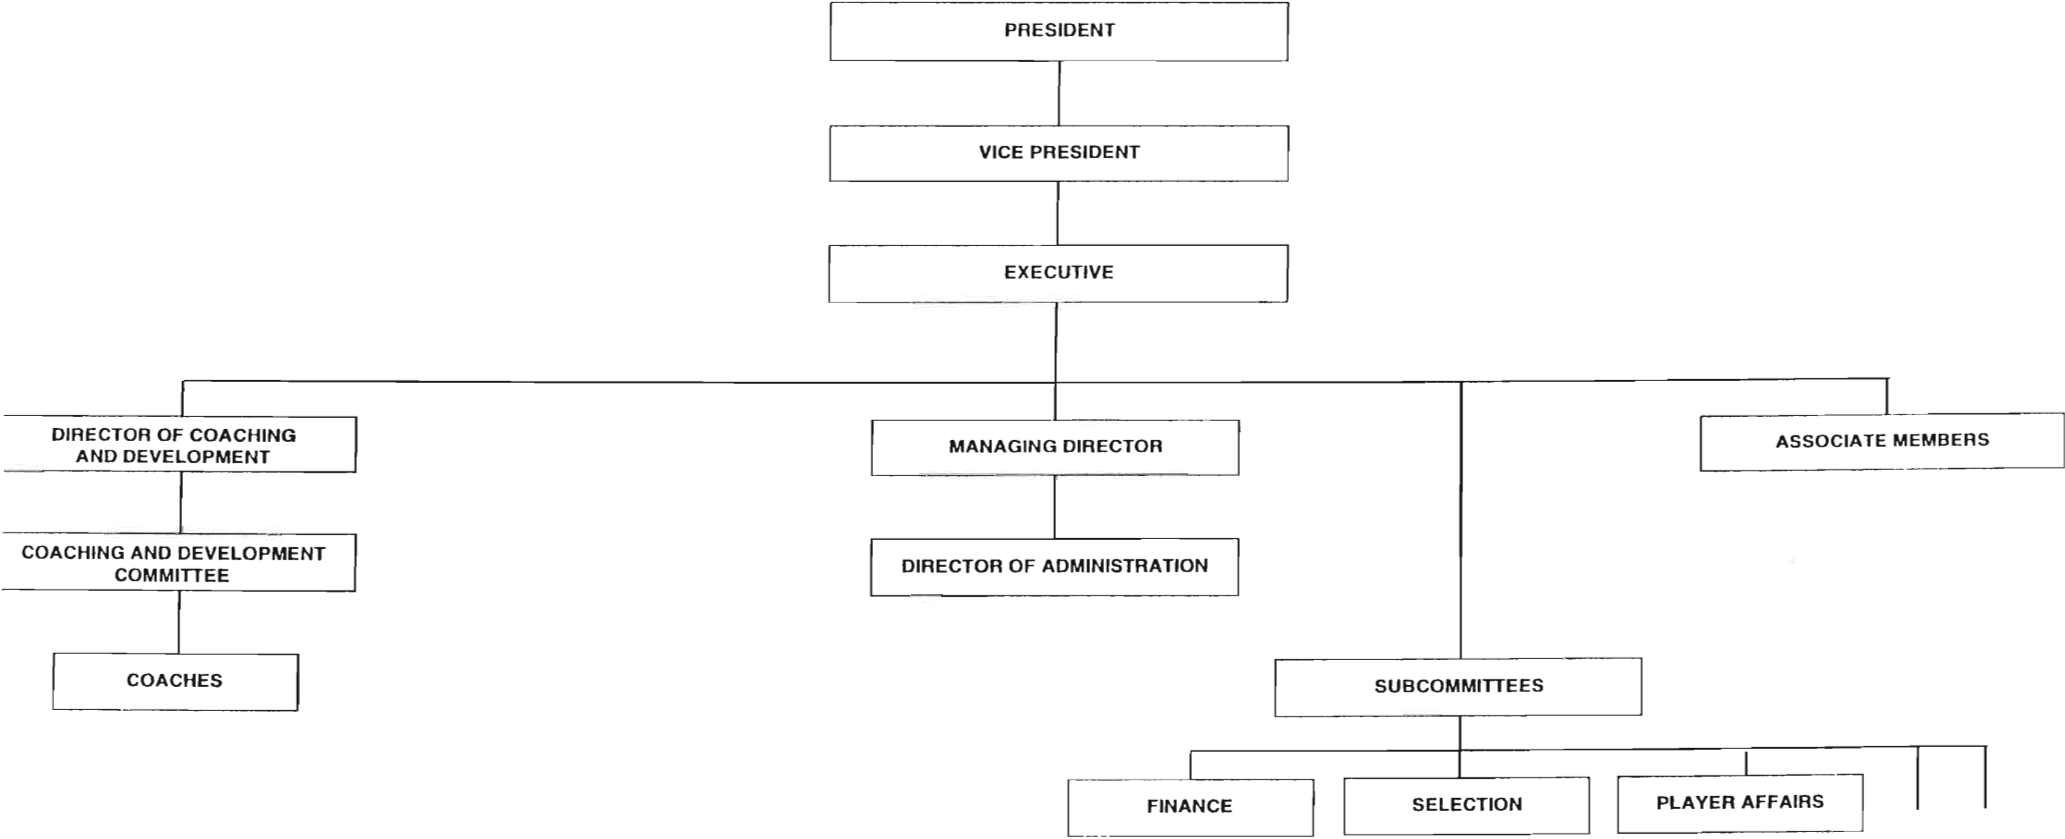 PRESIDENT
VICE PRESIDENT
EXECUTIVE
DIRECTOR OF COACHING
AND DEVELOPMENT
MANAGING DIRECTOR
ASSOCIATE MEMBERS
COACHING AND DEVELOPMENT
COMMITTEE
DIRECTOR OF ADMINISTRATION
COACHES
SUBCOMMITTEES
FINANCE
SELECTION
PLAYER AFFAIRS